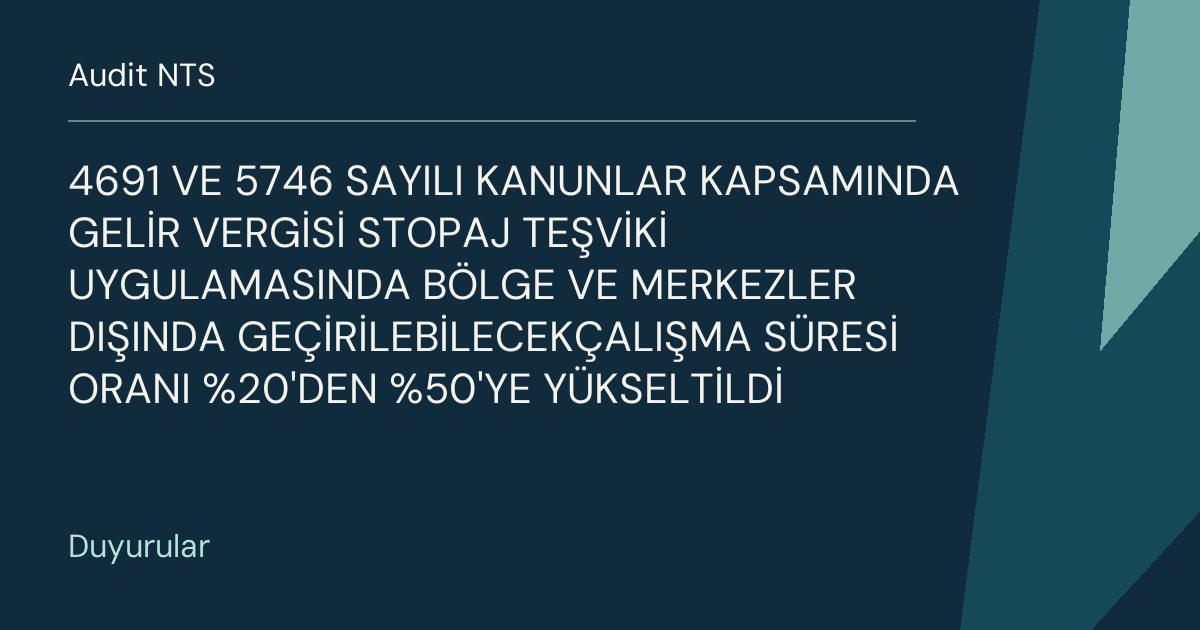 Audit NTS
4691 VE 5746 SAYILI KANUNLAR KAPSAMINDA
GELİR VERGİSİ STOPAJ TEŞVİKİ
UYGULAMASINDA BÖLGE VE MERKEZLER
DIŞINDA GEÇİRİLEBİLECEKÇALIŞMA SÜRESİ
ORANI %20'DEN %50'YE YÜKSELTİLDİ
Duyurular